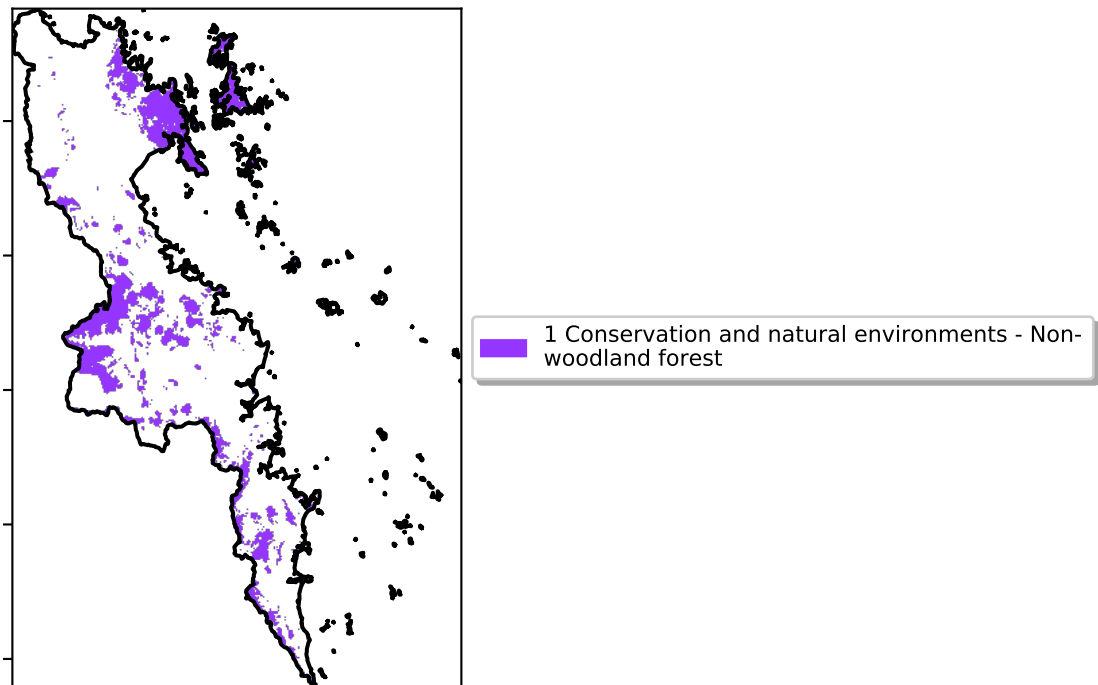 1 Conservation and natural environments - Non-
woodland forest